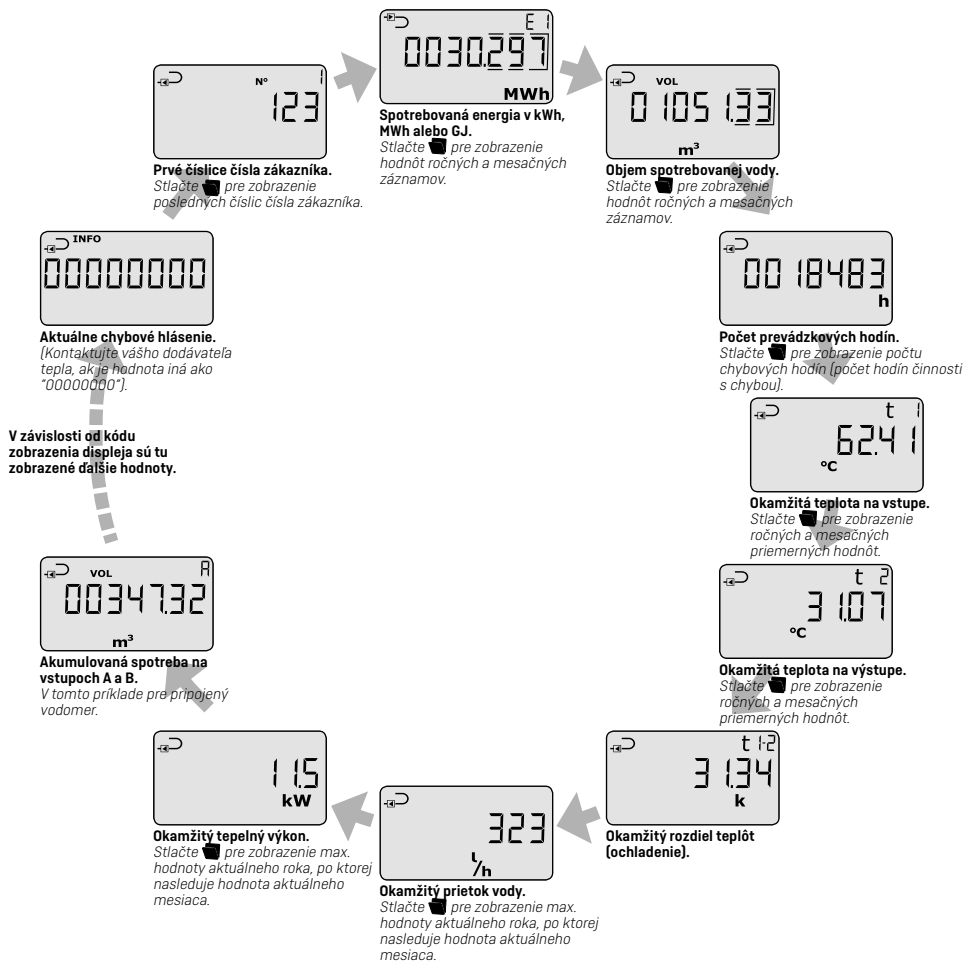 E 1
0030.297
MWh
Spotrebovaná energia v kWh,
MWh alebo GJ.
Stlačte pre zobrazenie
hodnôt ročných a mesačných
záznamov.
VOL
01051.33
m³
Objem spotrebovanej vody.
Stlačte pre zobrazenie
hodnôt ročných a mesačných
záznamov.
0018483
h
Počet prevádzkových hodín.
Stlačte pre zobrazenie počtu
chybových hodín (počet hodín činnosti
s chybou).
t 1
62.41
°C
Okamžitá teplota na vstupe.
Stlačte pre zobrazenie
ročných a mesačných
priemerných hodnôt.
t 2
31.07
°C
Okamžitá teplota na výstupe.
Stlačte pre zobrazenie
ročných a mesačných
priemerných hodnôt.
t 1-2
31.34
k
Okamžitý rozdiel teplôt
(ochladenie).
323
l/h
Okamžitý prietok vody.
Stlačte pre zobrazenie max.
hodnoty aktuálneho roka, po ktorej
nasleduje hodnota aktuálneho
mesiaca.
11.5
kW
Okamžitý tepelný výkon.
Stlačte pre zobrazenie max.
hodnoty aktuálneho roka, po ktorej
nasleduje hodnota aktuálneho
mesiaca.
VOL A
00347.32
m³
Akumulovaná spotreba na
vstupoch A a B.
V tomto príklade pre pripojený
vodomer.
V závislosti od kódu
zobrazenia displeja sú tu
zobrazené ďalšie hodnoty.
INFO
00000000
Aktuálne chybové hlásenie.
(Kontaktujte vášho dodávateľa
tepla, ak je hodnota iná ako
"00000000").
N° 1
123
Prvé číslice čísla zákazníka.
Stlačte pre zobrazenie
posledných číslic čísla zákazníka.